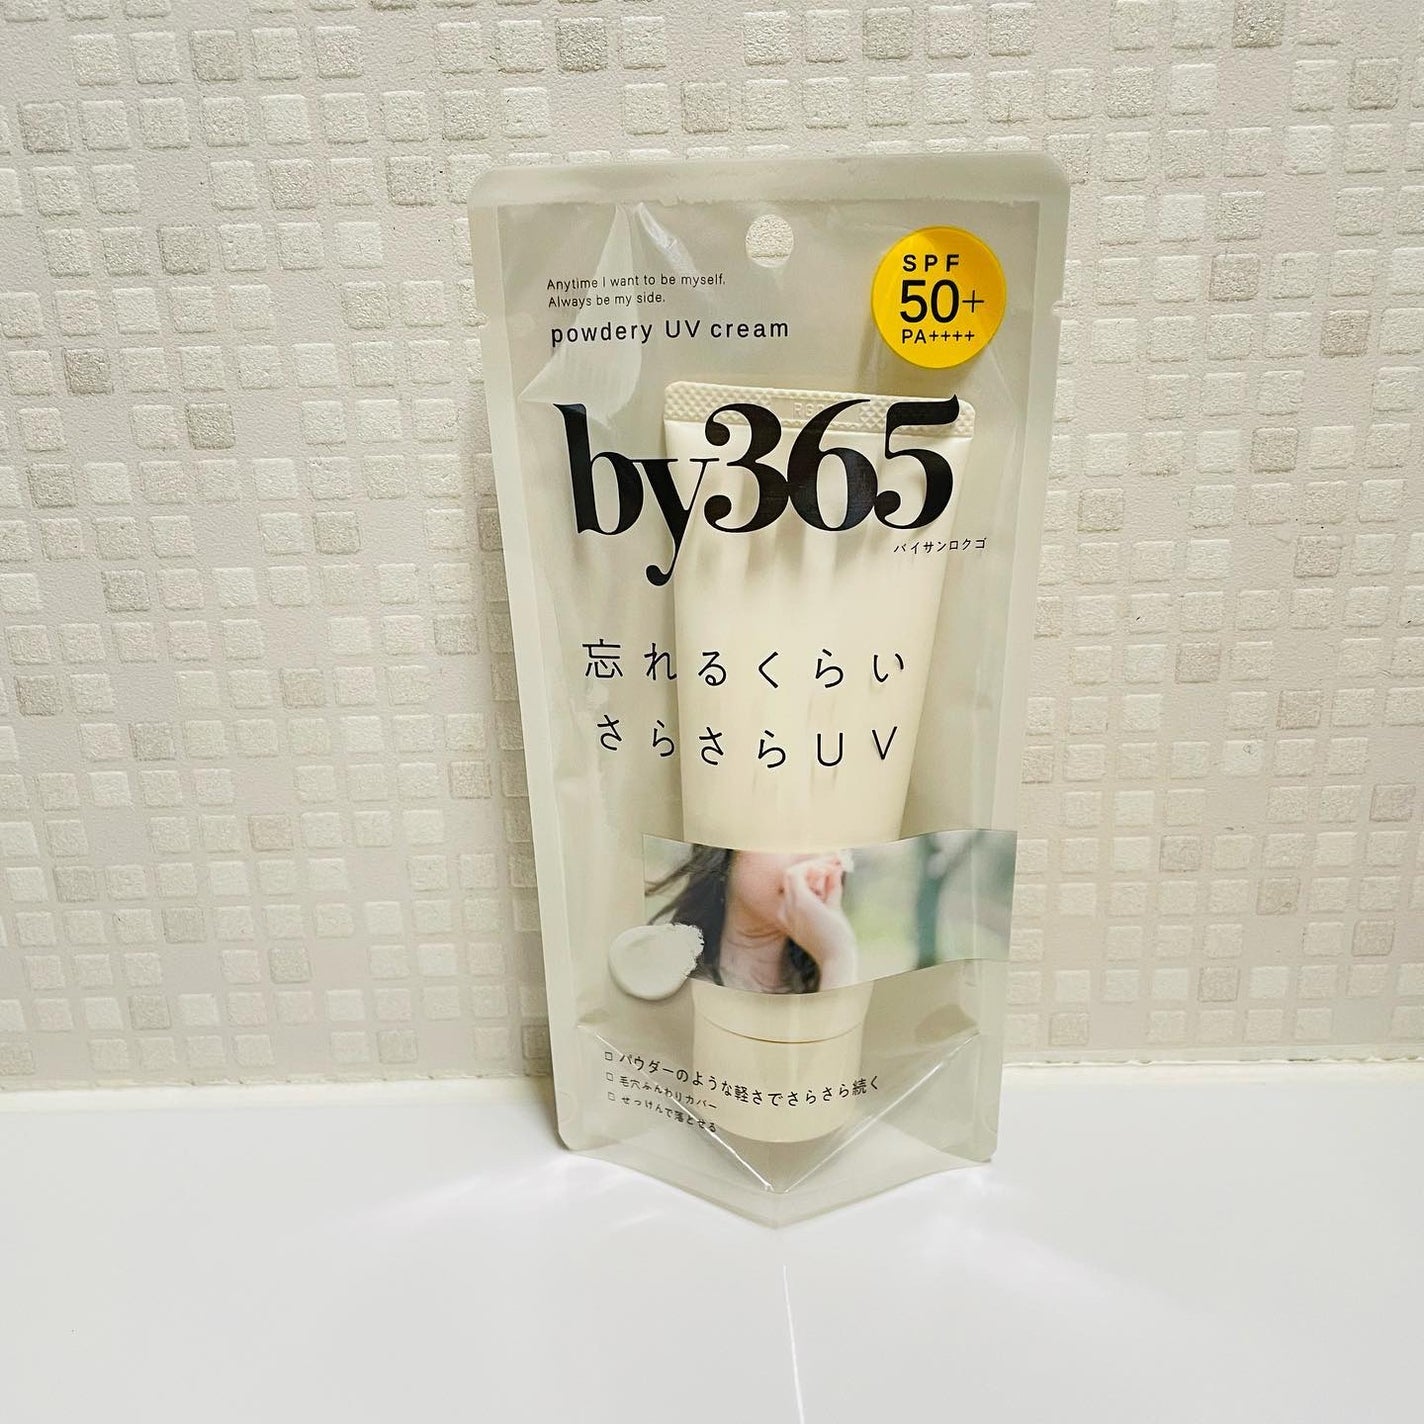 Anytime I want to be myself.
Always be my side.
powdery UV cream
SPF
50+
PA++++
by365
バイサンロクゴ
忘れるくらい
さらさらUV
□ パウダーのような軽さでさらさら続く
□ 毛穴ふんわりカバー
□ せっけんで落とせる